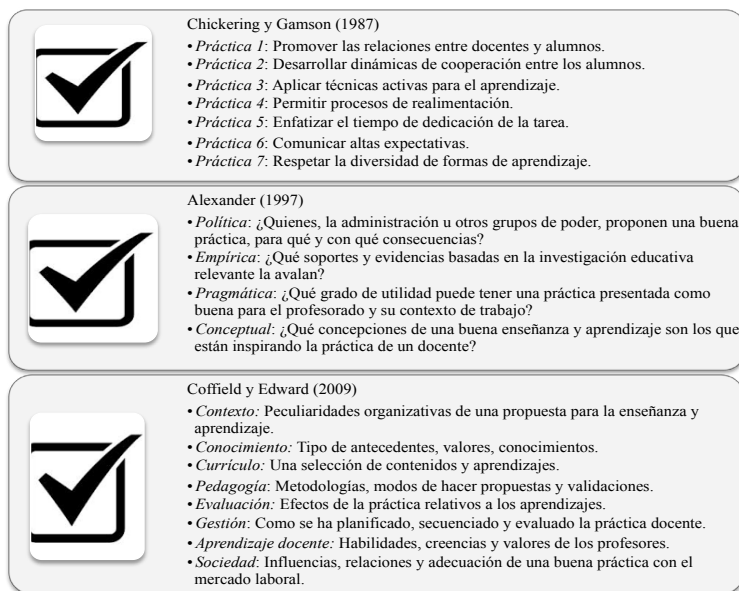 Chickering y Gamson (1987)
• Práctica 1: Promover las relaciones entre docentes y alumnos.
• Práctica 2: Desarrollar dinámicas de cooperación entre los alumnos.
• Práctica 3: Aplicar técnicas activas para el aprendizaje.
• Práctica 4: Permitir procesos de realimentación.
• Práctica 5: Enfatizar el tiempo de dedicación de la tarea.
• Práctica 6: Comunicar altas expectativas.
• Práctica 7: Respetar la diversidad de formas de aprendizaje.
Alexander (1997)
• Política: ¿Quienes, la administración u otros grupos de poder, proponen una buena
práctica, para qué y con qué consecuencias?
• Empírica: ¿Qué soportes y evidencias basadas en la investigación educativa
relevante la avalan?
• Pragmática: ¿Qué grado de utilidad puede tener una práctica presentada como
buena para el profesorado y su contexto de trabajo?
• Conceptual: ¿Qué concepciones de una buena enseñanza y aprendizaje son los que
están inspirando la práctica de un docente?
Coffield y Edward (2009)
• Contexto: Peculiaridades organizativas de una propuesta para la enseñanza y
aprendizaje.
• Conocimiento: Tipo de antecedentes, valores, conocimientos.
• Currículo: Una selección de contenidos y aprendizajes.
• Pedagogía: Metodologías, modos de hacer propuestas y validaciones.
• Evaluación: Efectos de la práctica relativos a los aprendizajes.
• Gestión: Como se ha planificado, secuenciado y evaluado la práctica docente.
• Aprendizaje docente: Habilidades, creencias y valores de los profesores.
• Sociedad: Influencias, relaciones y adecuación de una buena práctica con el
mercado laboral.